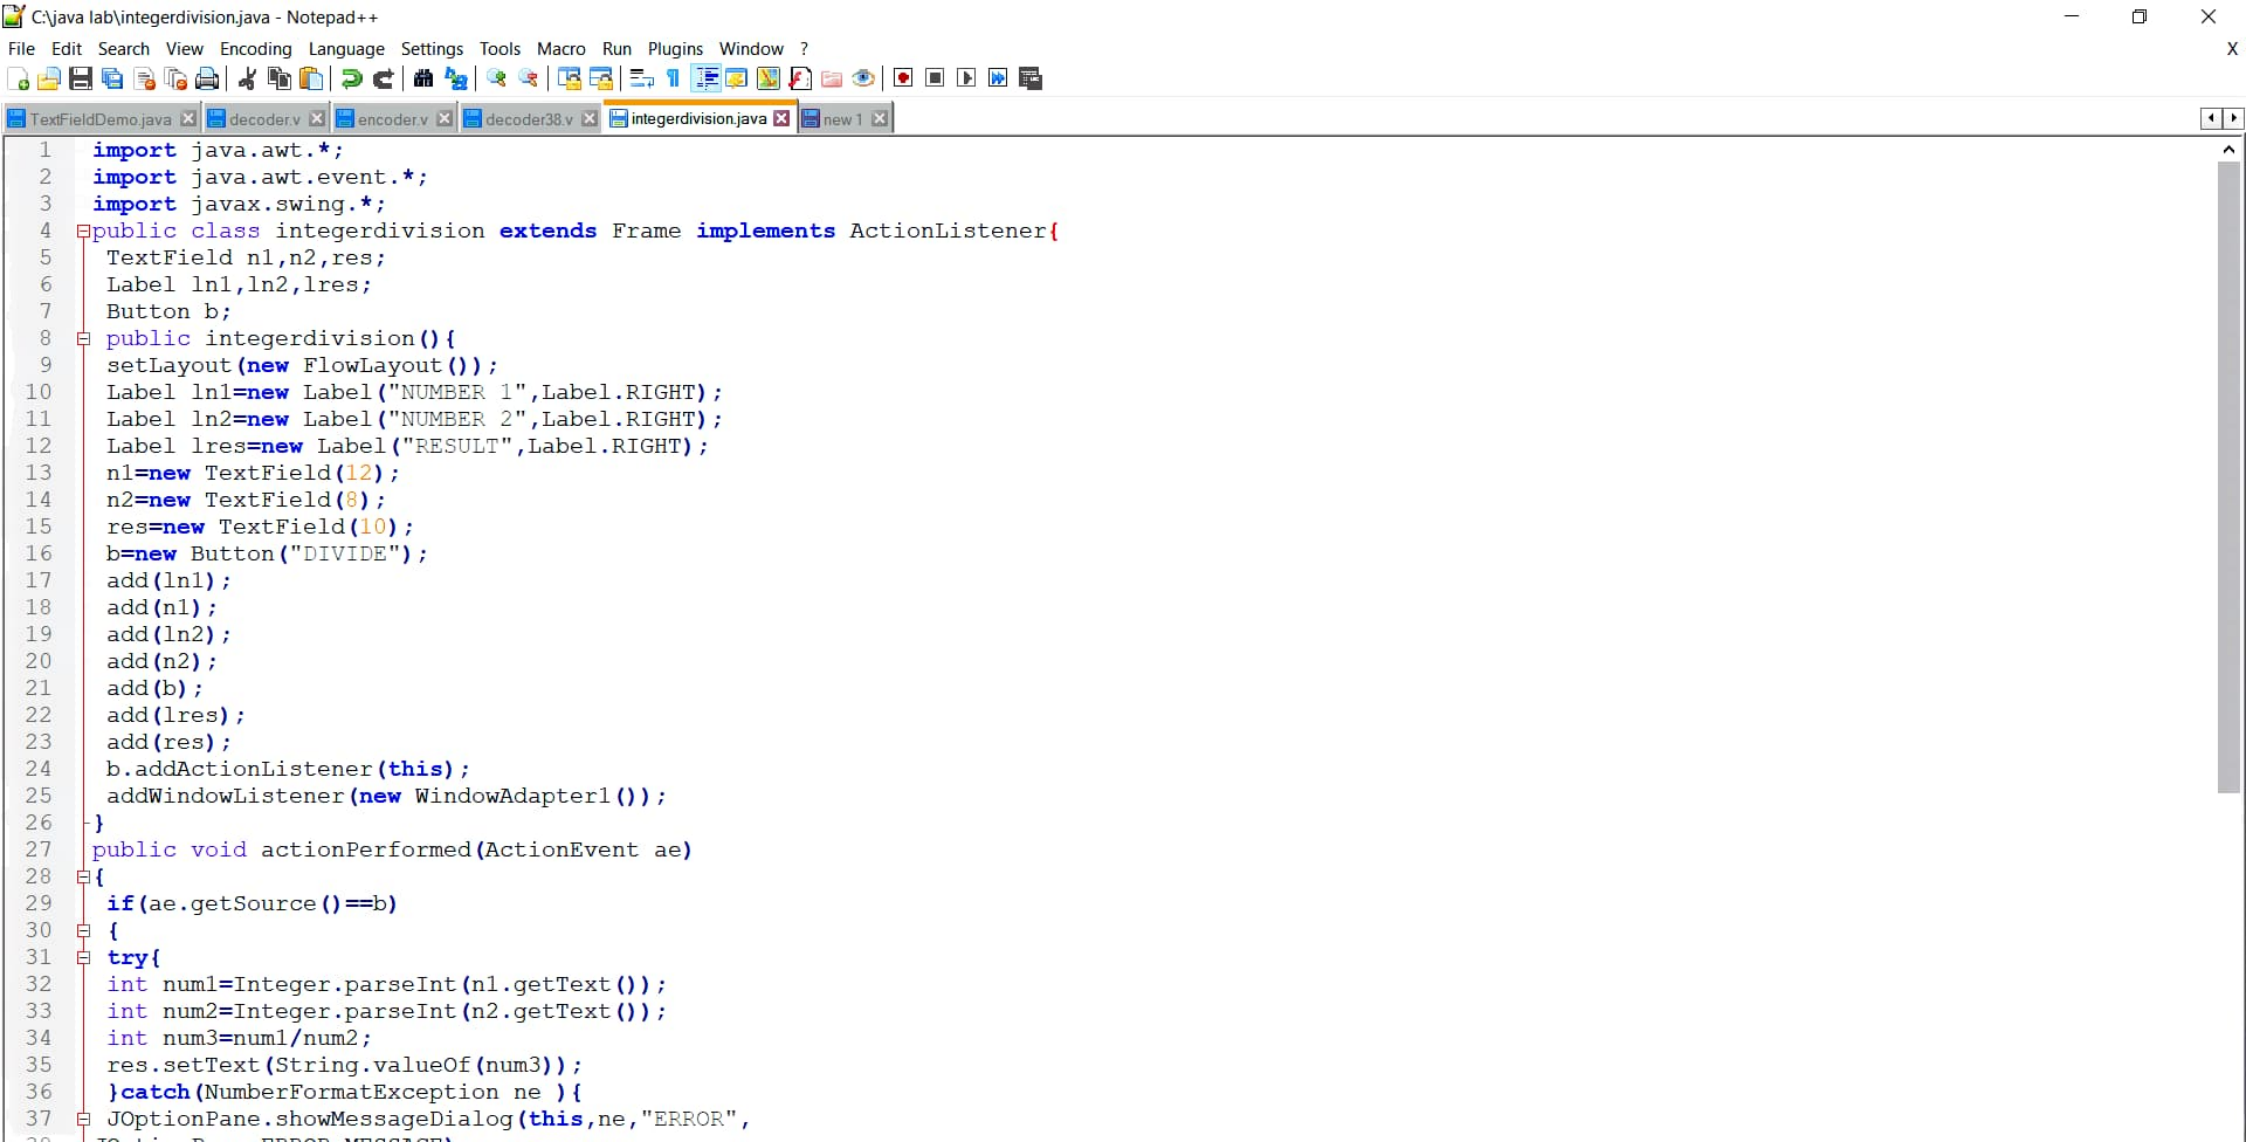 C:\java lab\integerdivision.java - Notepad++
File Edit Search View Encoding Language Settings Tools Macro Run Plugins Window ? X
TextFieldDemo.java decoder.v encoder.v decoder38.v integerdivision.java new 1
1 import java.awt.*;
2 import java.awt.event.*;
3 import javax.swing.*;
4 public class integerdivision extends Frame implements ActionListener{
5 TextField n1,n2,res;
6 Label ln1,ln2,lres;
7 Button b;
8 public integerdivision(){
9 setLayout(new FlowLayout());
10 Label ln1=new Label("NUMBER 1",Label.RIGHT);
11 Label ln2=new Label("NUMBER 2",Label.RIGHT);
12 Label lres=new Label("RESULT",Label.RIGHT);
13 n1=new TextField(12);
14 n2=new TextField(8);
15 res=new TextField(10);
16 b=new Button("DIVIDE");
17 add(ln1);
18 add(n1);
19 add(ln2);
20 add(n2);
21 add(b);
22 add(lres);
23 add(res);
24 b.addActionListener(this);
25 addWindowListener(new WindowAdapter1());
26 }
27 public void actionPerformed(ActionEvent ae)
28 {
29 if(ae.getSource()==b)
30 {
31 try{
32 int num1=Integer.parseInt(n1.getText());
33 int num2=Integer.parseInt(n2.getText());
34 int num3=num1/num2;
35 res.setText(String.valueOf(num3));
36 }catch(NumberFormatException ne ){
37 JOptionPane.showMessageDialog(this,ne,"ERROR",